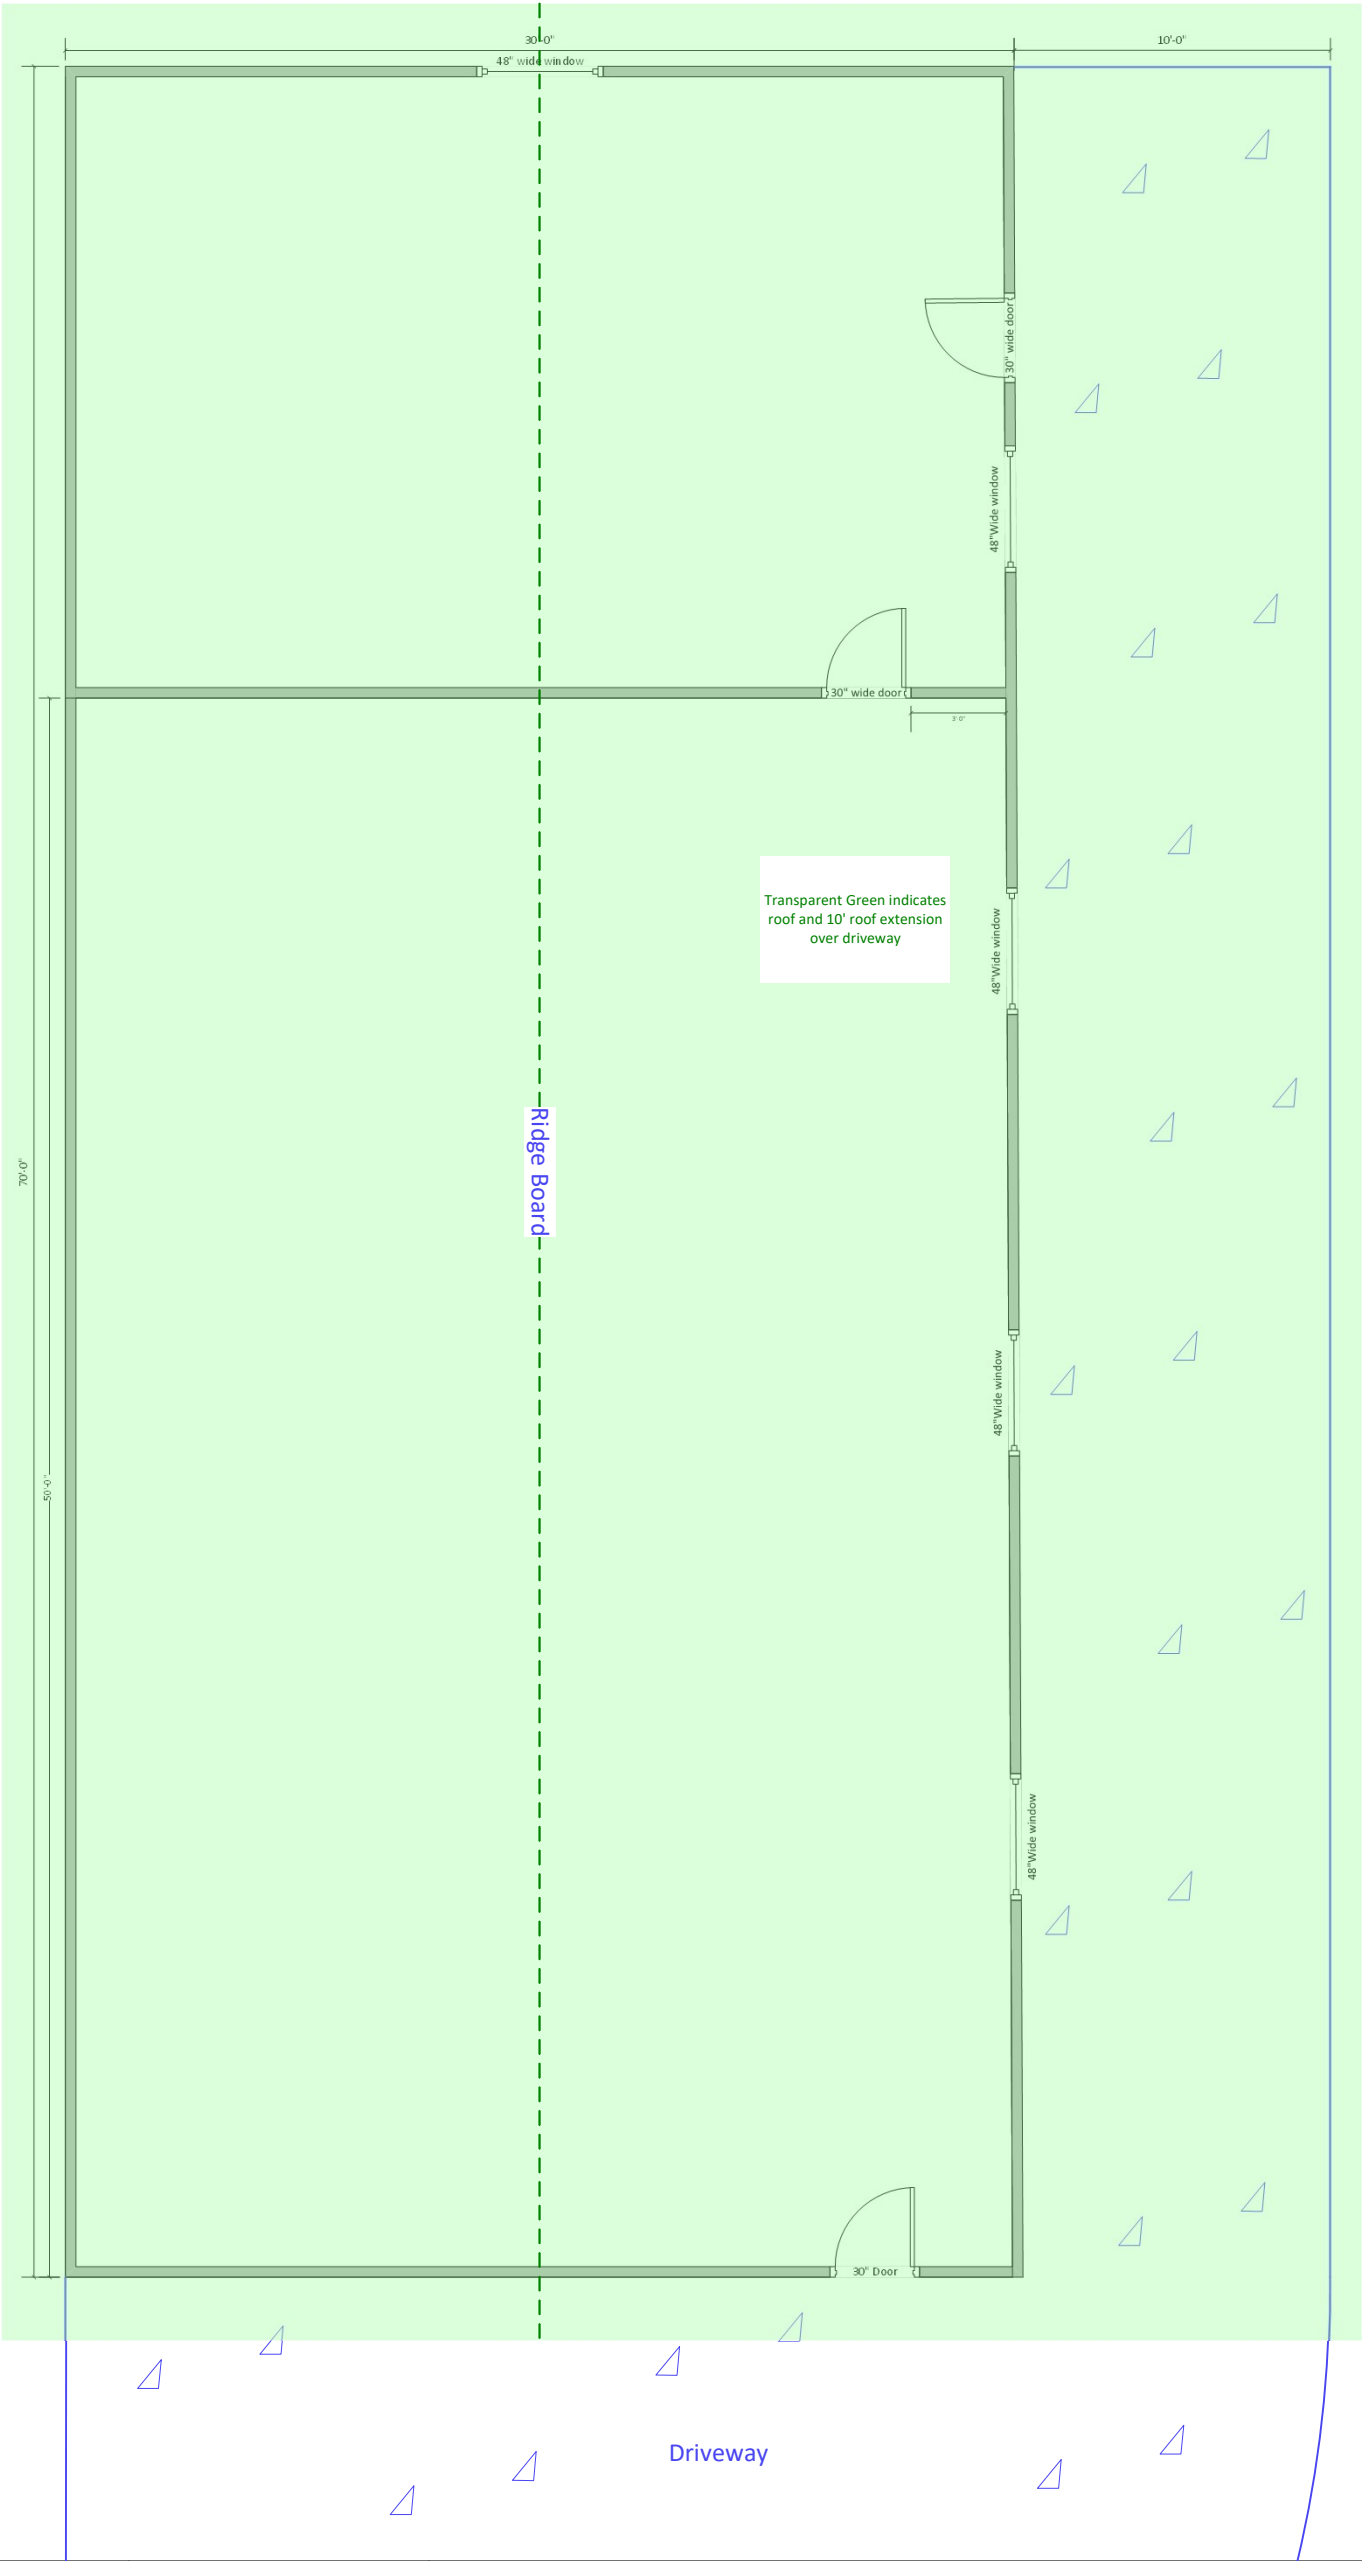 30'-0"
10'-0"
48" wide window
30" wide door
48"Wide window
30" wide door
3'-0"
Transparent Green indicates
roof and 10' roof extension
over driveway
48"Wide window
Ridge Board
70'-0"
48"Wide window
50'-0"
48"Wide window
30" Door
Driveway